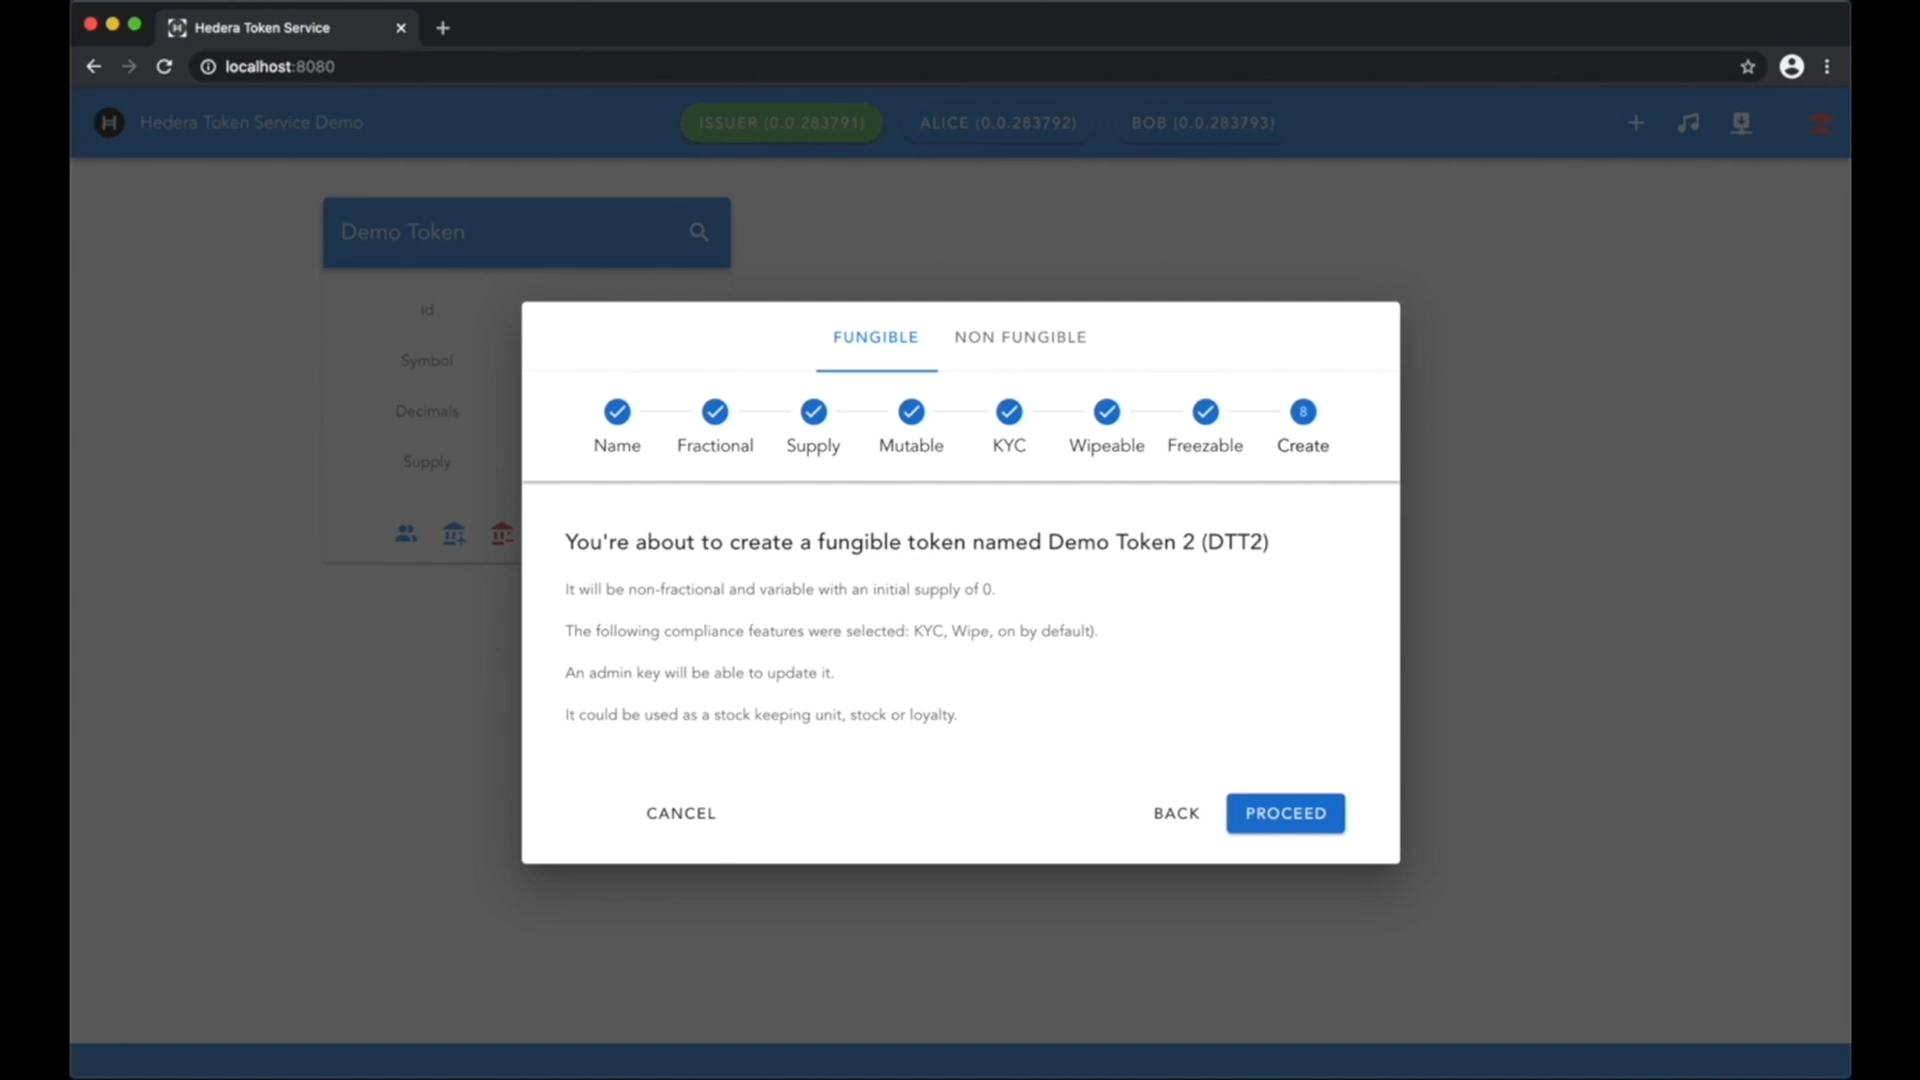 Hedera Token Service
localhost:8080
Hedera Token Service Demo
ISSUER (0.0.283791)
ALICE (0.0.283792)
BOB (0.0.283793)
Demo Token
Id
Symbol
Decimals
Supply
FUNGIBLE
NON FUNGIBLE
8
Name
Fractional
Supply
Mutable
KYC
Wipeable
Freezable
Create
You're about to create a fungible token named Demo Token 2 (DTT2)
It will be non-fractional and variable with an initial supply of 0.
The following compliance features were selected: KYC, Wipe, on by default).
An admin key will be able to update it.
It could be used as a stock keeping unit, stock or loyalty.
CANCEL
BACK
PROCEED